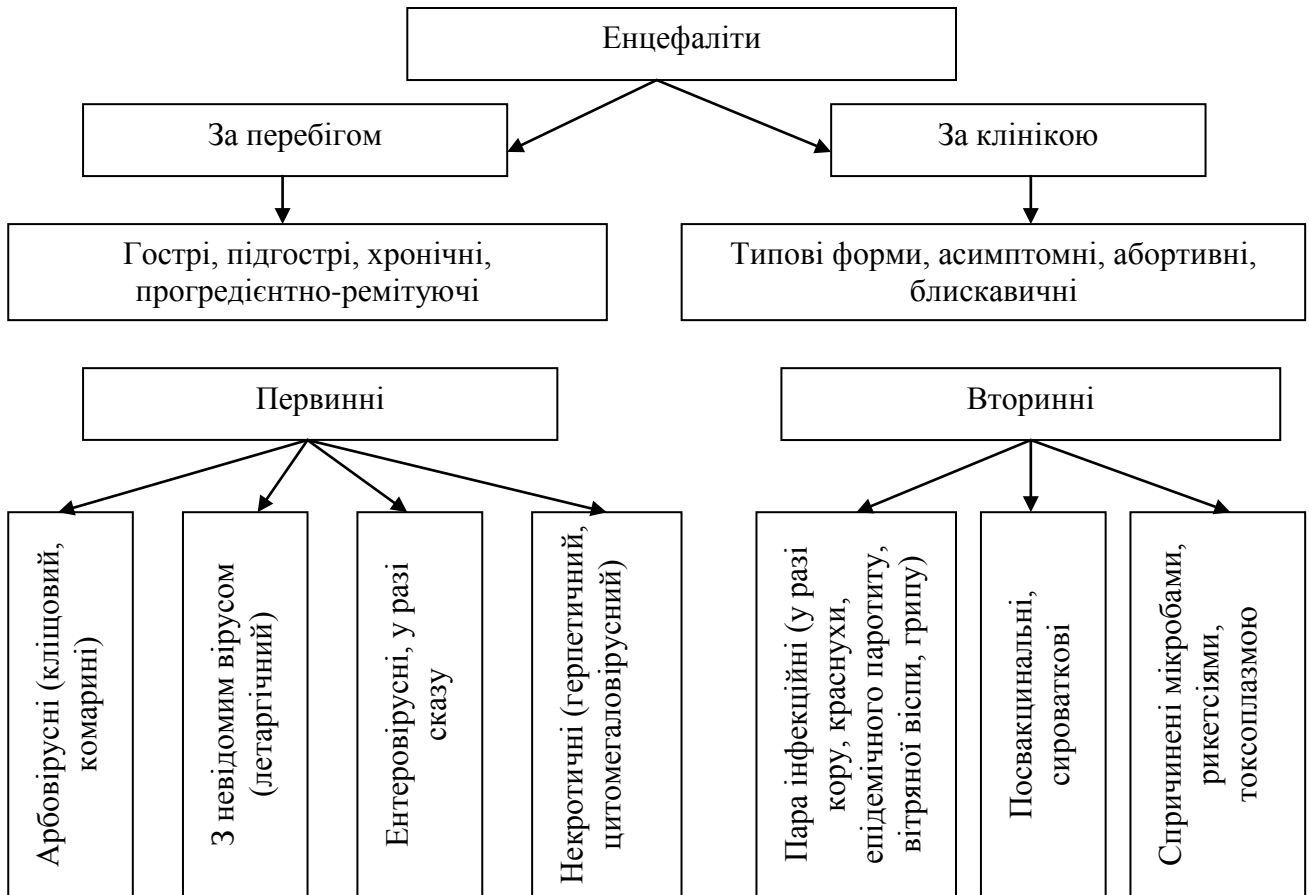 Енцефаліти
За перебігом
За клінікою
Гострі, підгострі, хронічні,
прогредієнтно-ремітуючі
Типові форми, асимптомні, абортивні,
блискавичні
Первинні
Вторинні
Арбовірусні (кліщовий,
комарині)
З невідомим вірусом
(летаргічний)
Ентеровірусні, у разі
сказу
Некротичні (герпетичний,
цитомегаловірусний)
Пара інфекційні (у разі
кору, краснухи,
епідемічного паротиту,
вітряної віспи, грипу)
Посвакцинальні,
сироваткові
Спричинені мікробами,
рикетсіями,
токсоплазмою